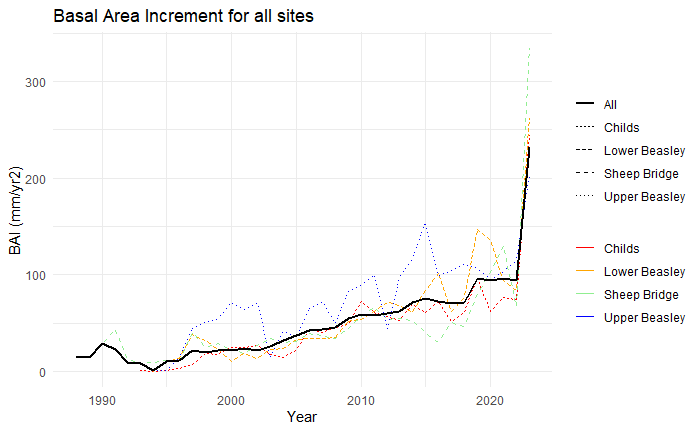 Basal Area Increment for all sites
BAI (mm/yr2)
300
200
100
0
1990
2000
2010
2020
Year
All
Childs
Lower Beasley
Sheep Bridge
Upper Beasley
Childs
Lower Beasley
Sheep Bridge
Upper Beasley